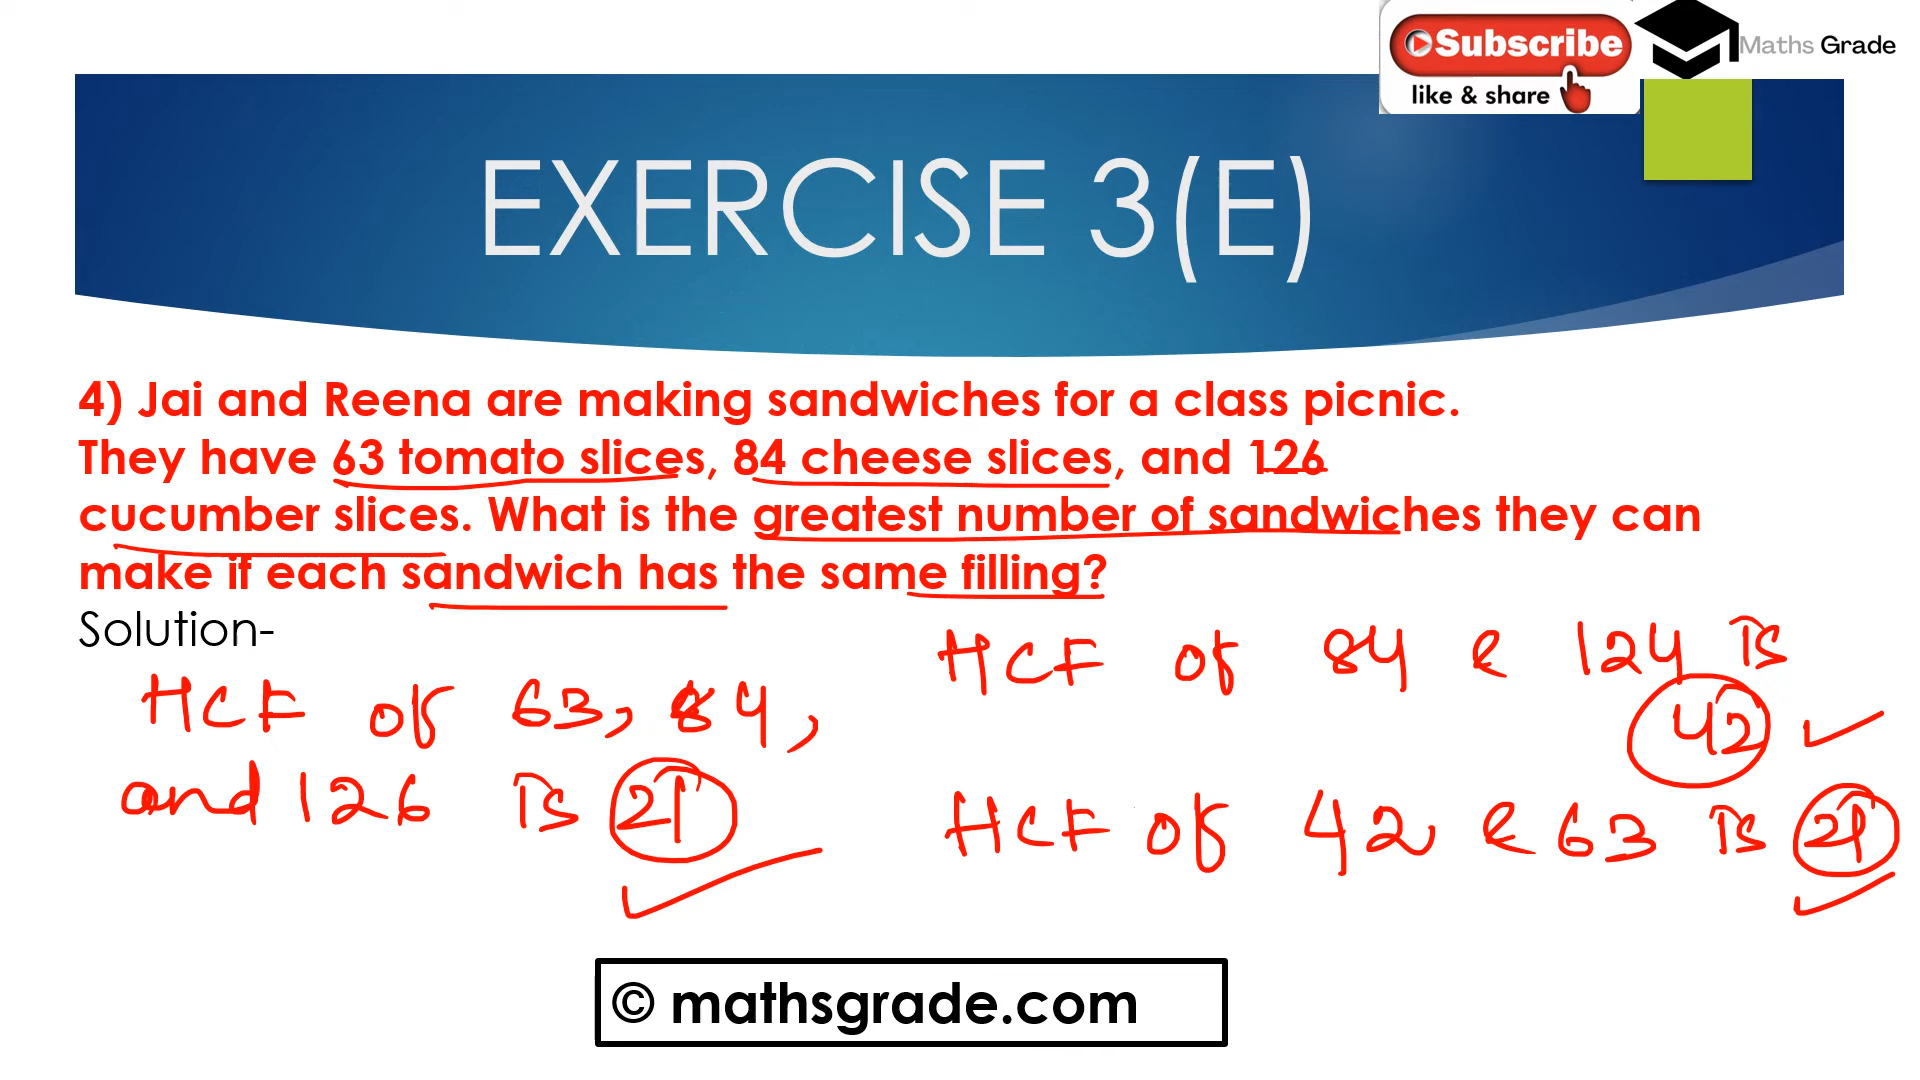 Subscribe
like & share
Maths Grade
EXERCISE 3(E)
4) Jai and Reena are making sandwiches for a class picnic.
They have 63 tomato slices, 84 cheese slices, and 126
cucumber slices. What is the greatest number of sandwiches they can
make if each sandwich has the same filling?
Solution-
HCF of 63, 84,
and 126 is 21
HCF of 84 & 124 is
42
HCF of 42 & 63 is 21
© mathsgrade.com